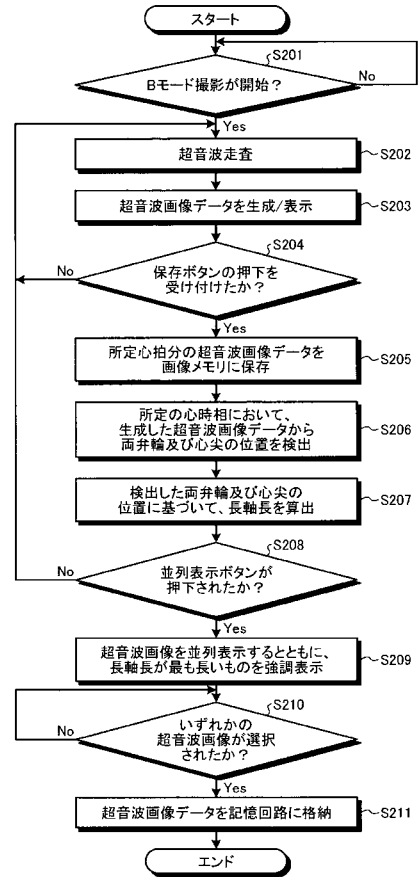 スタート
S201
Bモード撮影が開始?
No
Yes
超音波走査
S202
超音波画像データを生成/表示
S203
S204
保存ボタンの押下を
受け付けたか?
No
Yes
所定心拍分の超音波画像データを
画像メモリに保存
S205
所定の心時相において、
生成した超音波画像データから
両弁輪及び心尖の位置を検出
S206
検出した両弁輪及び心尖の
位置に基づいて、長軸長を算出
S207
S208
並列表示ボタンが
押下されたか?
No
Yes
超音波画像を並列表示するとともに、
長軸長が最も長いものを強調表示
S209
S210
いずれかの
超音波画像が選択
されたか?
No
Yes
超音波画像データを記憶回路に格納
S211
エンド